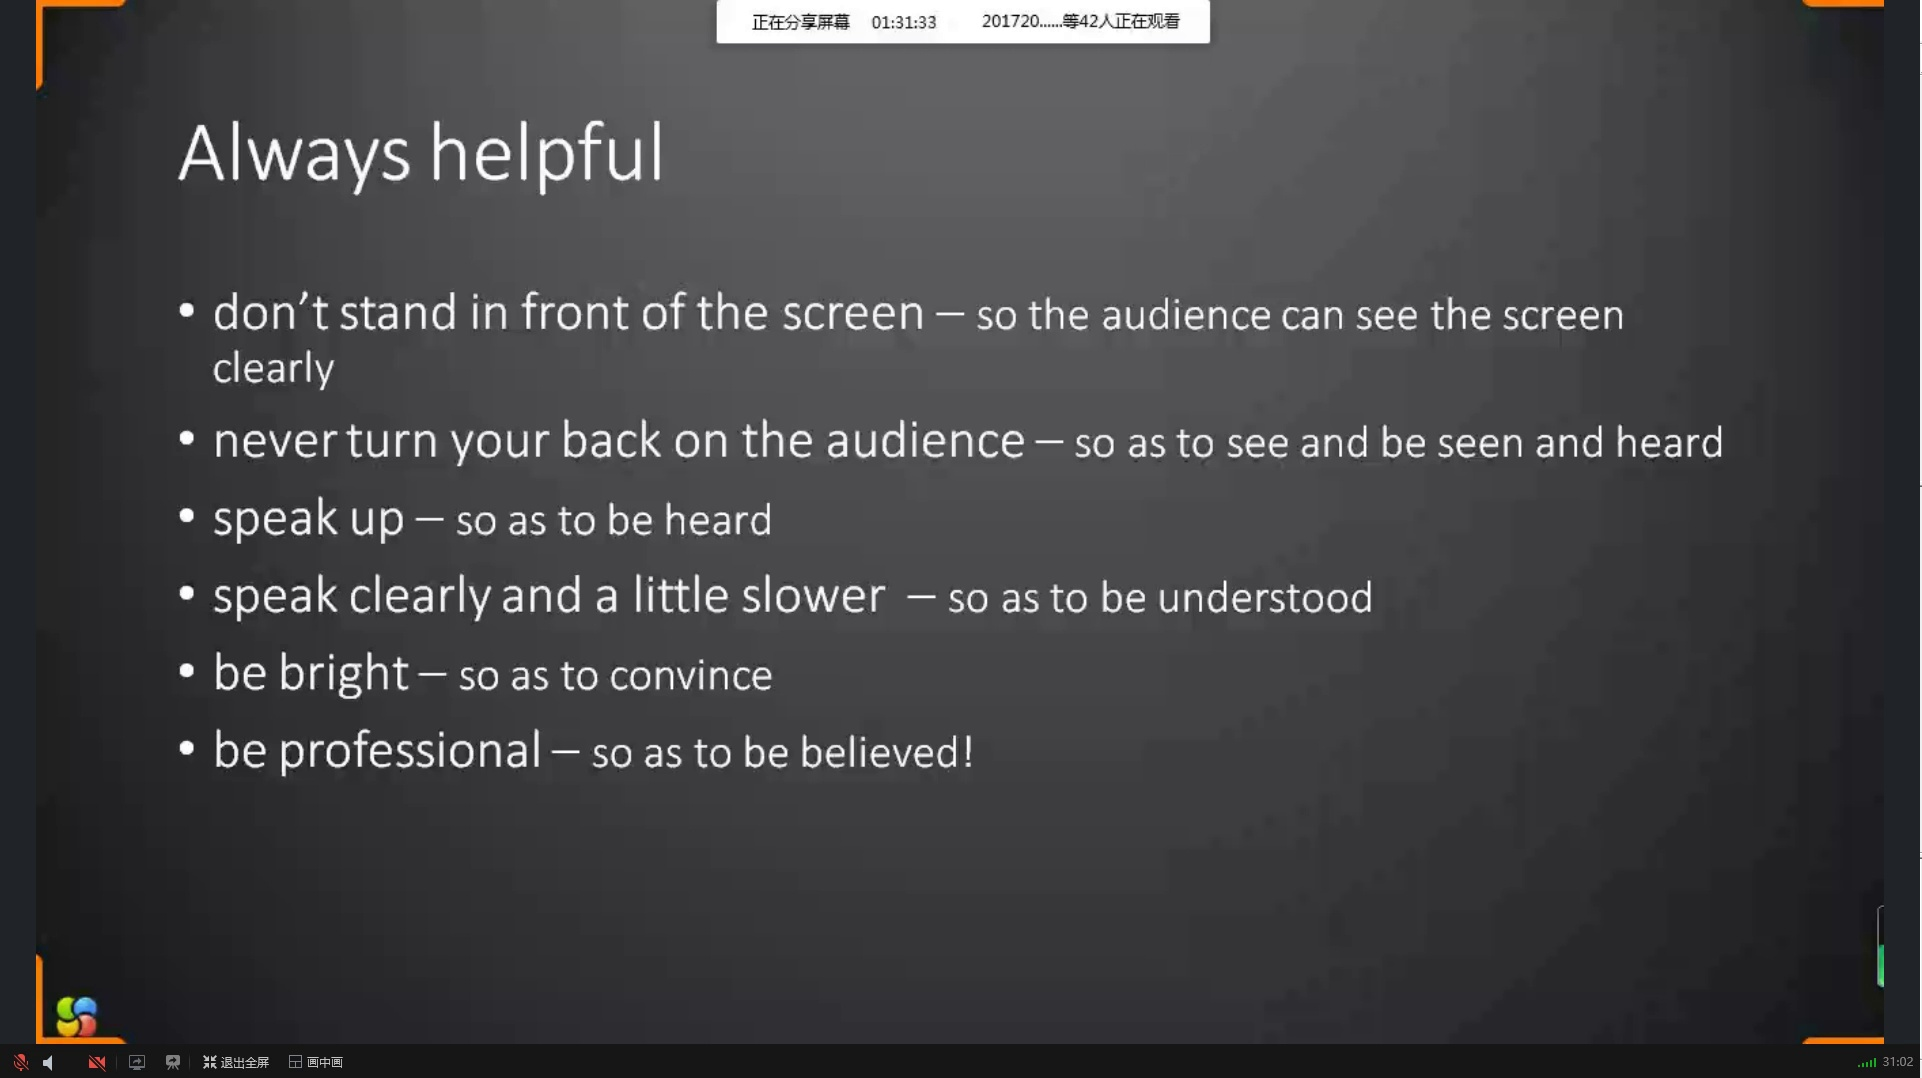 正在分享屏幕 01:31:33 201720......等42人正在观看
Always helpful
• don’t stand in front of the screen – so the audience can see the screen
clearly
• never turn your back on the audience – so as to see and be seen and heard
• speak up – so as to be heard
• speak clearly and a little slower – so as to be understood
• be bright – so as to convince
• be professional – so as to be believed!
退出全屏 画中画 31:02